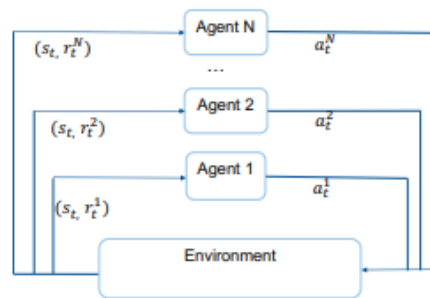 Agent N
(s_t, r_t^N)
a_t^N
...
Agent 2
(s_t, r_t^2)
a_t^2
Agent 1
(s_t, r_t^1)
a_t^1
Environment